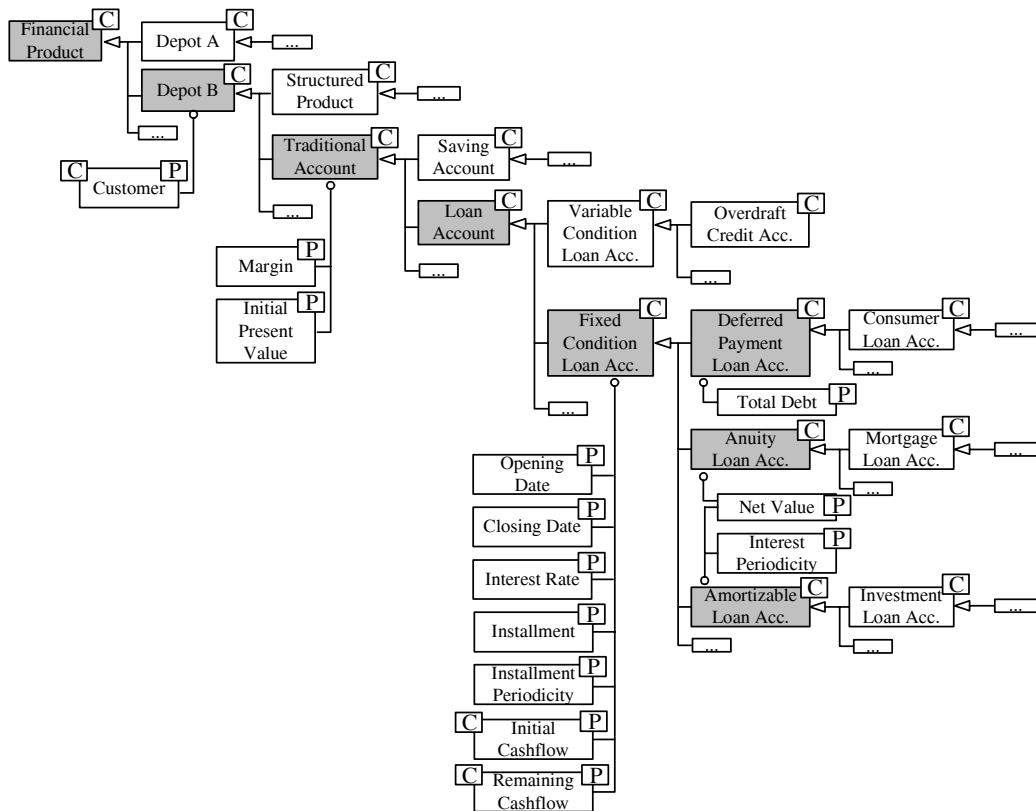 C
Financial
Product
C
Depot A
...
C
Depot B
C
Structured
Product
...
...
C
P
Customer
C
Traditional
Account
C
Saving
Account
...
...
C
Loan
Account
C
Variable
Condition
Loan Acc.
C
Overdraft
Credit Acc.
...
...
P
Margin
P
Initial
Present
Value
C
Fixed
Condition
Loan Acc.
C
Deferred
Payment
Loan Acc.
C
Consumer
Loan Acc.
...
...
...
P
Total Debt
C
Anuity
Loan Acc.
C
Mortgage
Loan Acc.
...
...
P
Opening
Date
P
Net Value
P
Closing Date
P
Interest
Periodicity
P
Interest Rate
C
Amortizable
Loan Acc.
C
Investment
Loan Acc.
...
...
...
P
Installment
P
Installment
Periodicity
C
P
Initial
Cashflow
C
P
Remaining
Cashflow